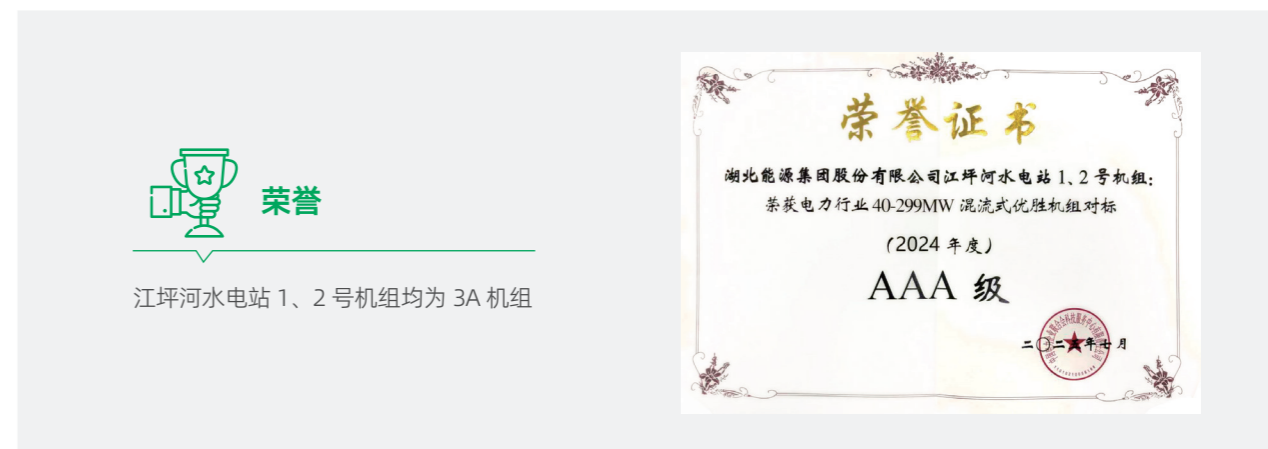 荣誉
江坪河水电站 1、2 号机组均为 3A 机组
荣誉证书
湖北能源集团股份有限公司江坪河水电站 1、2 号机组:
荣获电力行业 40-299MW 混流式优胜机组对标
(2024 年度)
AAA 级
二〇二五年七月